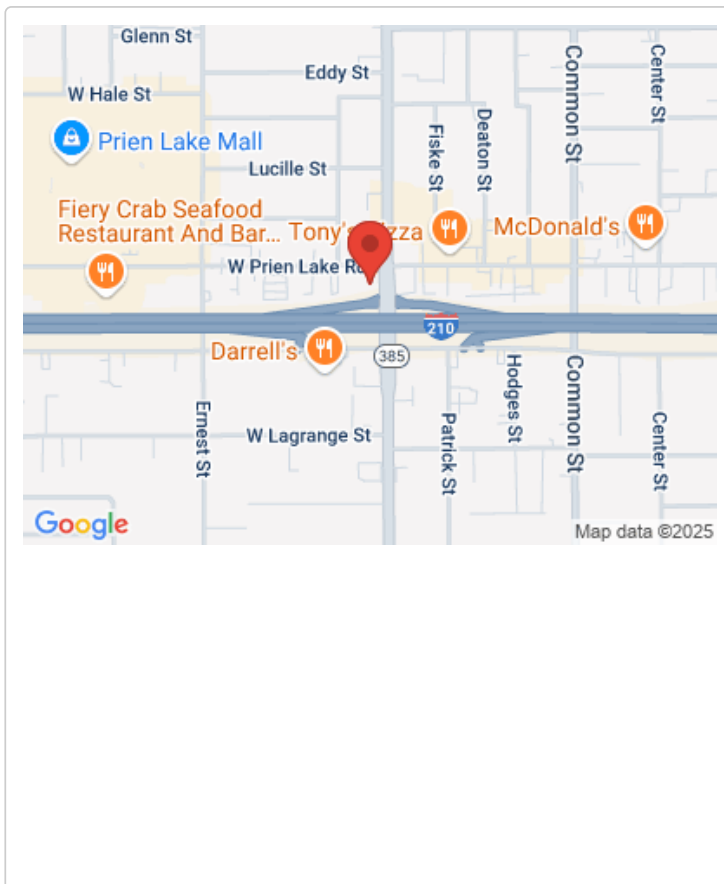 Glenn St
Eddy St
W Hale St
Common St
Center St
Prien Lake Mall
Fiske St
Deaton St
Lucille St
Fiery Crab Seafood
Restaurant And Bar...
Tony's
McDonald's
W Prien Lake
210
Darrell's
385
Ernest St
W Lagrange St
Patrick St
Hodges St
Common St
Center St
Google
Map data ©2025